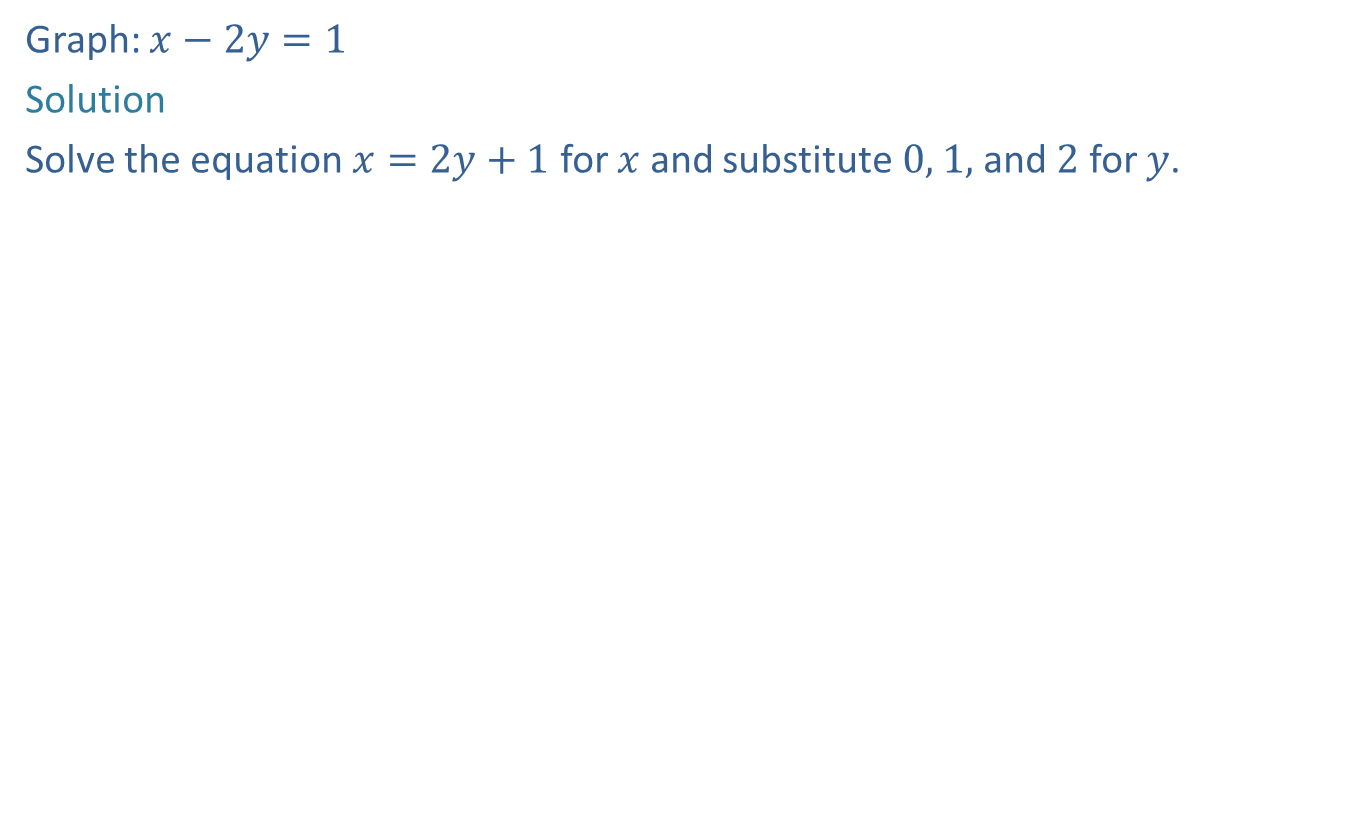 Graph: x − 2y = 1
Solution
Solve the equation x = 2y + 1 for x and substitute 0, 1, and 2 for y.